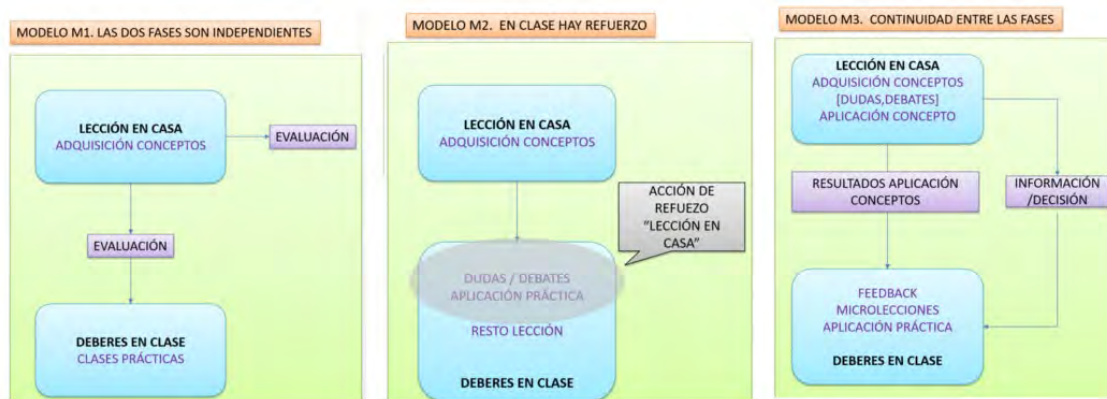 MODELO M1. LAS DOS FASES SON INDEPENDIENTES
LECCIÓN EN CASA
ADQUISICIÓN CONCEPTOS
EVALUACIÓN
EVALUACIÓN
DEBERES EN CLASE
CLASES PRÁCTICAS
MODELO M2. EN CLASE HAY REFUERZO
LECCIÓN EN CASA
ADQUISICIÓN CONCEPTOS
ACCIÓN DE
REFUEZO
"LECCIÓN EN
CASA"
DUDAS / DEBATES
APLICACIÓN PRÁCTICA
RESTO LECCIÓN
DEBERES EN CLASE
MODELO M3. CONTINUIDAD ENTRE LAS FASES
LECCIÓN EN CASA
ADQUISICIÓN CONCEPTOS
[DUDAS,DEBATES]
APLICACIÓN CONCEPTO
RESULTADOS APLICACIÓN
CONCEPTOS
INFORMACIÓN
/DECISIÓN
FEEDBACK
MICROLECCIONES
APLICACIÓN PRÁCTICA
DEBERES EN CLASE